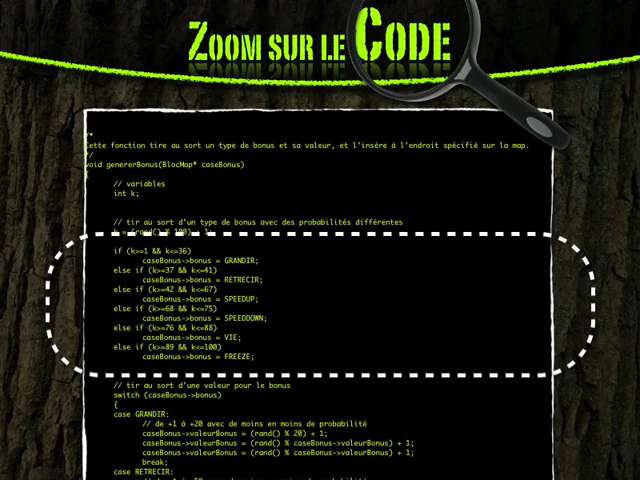 Zoom sur le Code
/*
Cette fonction tire au sort un type de bonus et sa valeur, et l'insère à l'endroit spécifié sur la map.
*/
void genererBonus(BlocMap* caseBonus)
{
// variables
int k;
// tir au sort d'un type de bonus avec des probabilités différentes
k = (rand() % 100) + 1;
if (k>=1 && k<=36)
caseBonus->bonus = GRANDIR;
else if (k>=37 && k<=41)
caseBonus->bonus = RETRECIR;
else if (k>=42 && k<=67)
caseBonus->bonus = SPEEDUP;
else if (k>=68 && k<=75)
caseBonus->bonus = SPEEDDOWN;
else if (k>=76 && k<=88)
caseBonus->bonus = VIE;
else if (k>=89 && k<=100)
caseBonus->bonus = FREEZE;
// tir au sort d'une valeur pour le bonus
switch (caseBonus->bonus)
{
case GRANDIR:
// de +1 à +20 avec de moins en moins de probabilité
caseBonus->valeurBonus = (rand() % 20) + 1;
caseBonus->valeurBonus = (rand() % caseBonus->valeurBonus) + 1;
caseBonus->valeurBonus = (rand() % caseBonus->valeurBonus) + 1;
break;
case RETRECIR: